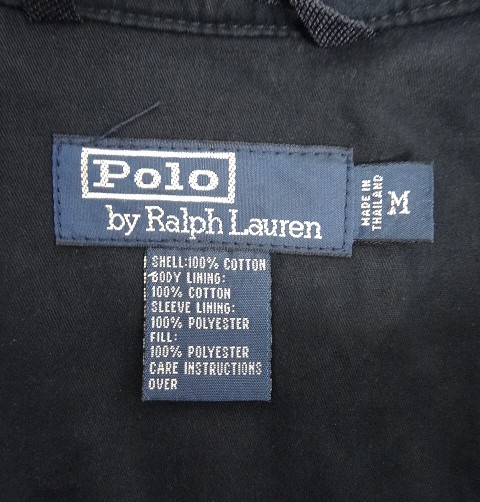 Polo
by Ralph Lauren
MADE IN
THAILAND
M
SHELL:100% COTTON
BODY LINING:
100% COTTON
SLEEVE LINING:
100% POLYESTER
FILL:
100% POLYESTER
CARE INSTRUCTIONS
OVER